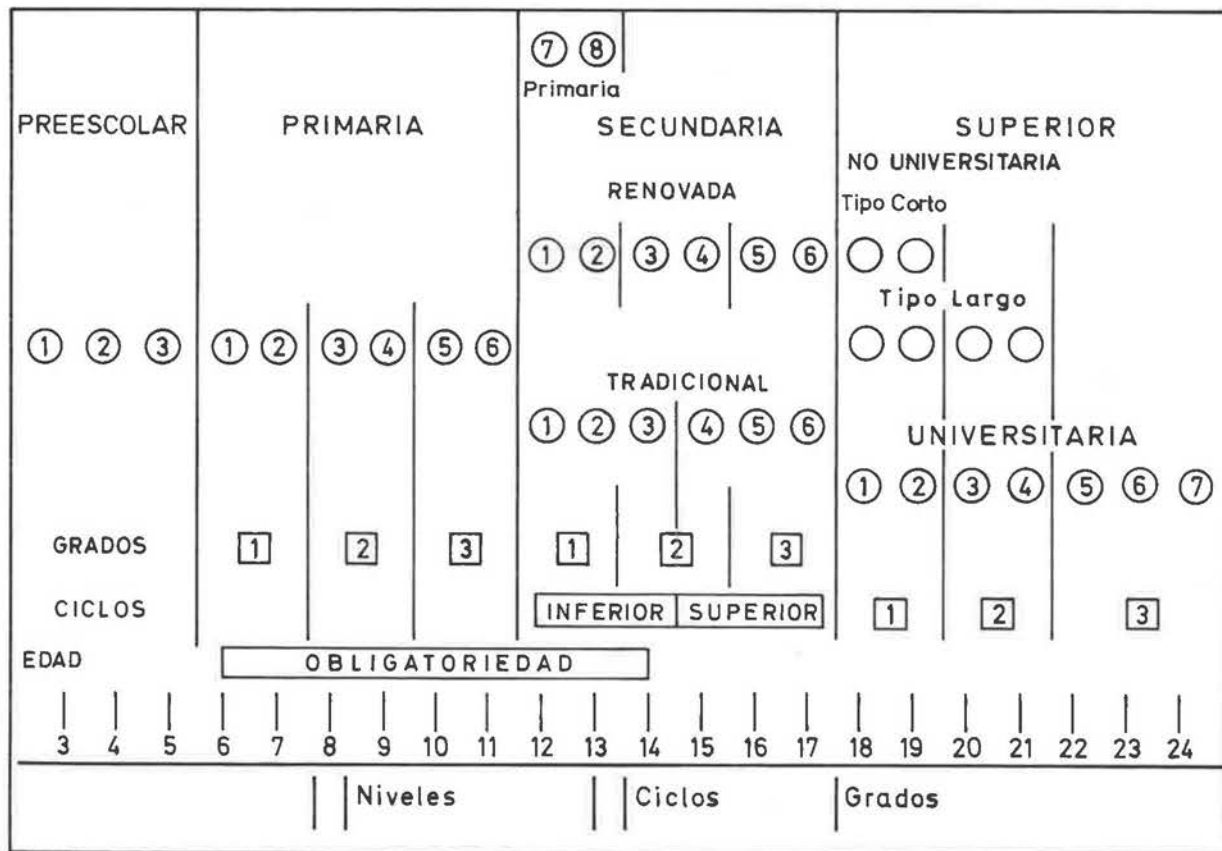 7 8
Primaria
PREESCOLAR PRIMARIA SECUNDARIA SUPERIOR
NO UNIVERSITARIA
RENOVADA
Tipo Corto
1 2 3 4 5 6
Tipo Largo
1 2 3 1 2 3 4 5 6
TRADICIONAL
1 2 3 4 5 6
UNIVERSITARIA
1 2 3 4 5 6 7
GRADOS 1 2 3 1 2 3
CICLOS INFERIOR SUPERIOR 1 2 3
EDAD OBLIGATORIEDAD
3 4 5 6 7 8 9 10 11 12 13 14 15 16 17 18 19 20 21 22 23 24
Niveles Ciclos Grados